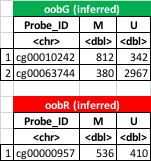 oobG (inferred)
Probe_ID M U
<chr> <dbl> <dbl>
1 cg00010242 812 342
2 cg00063744 380 2967
oobR (inferred)
Probe_ID M U
<chr> <dbl> <dbl>
1 cg00000957 536 410